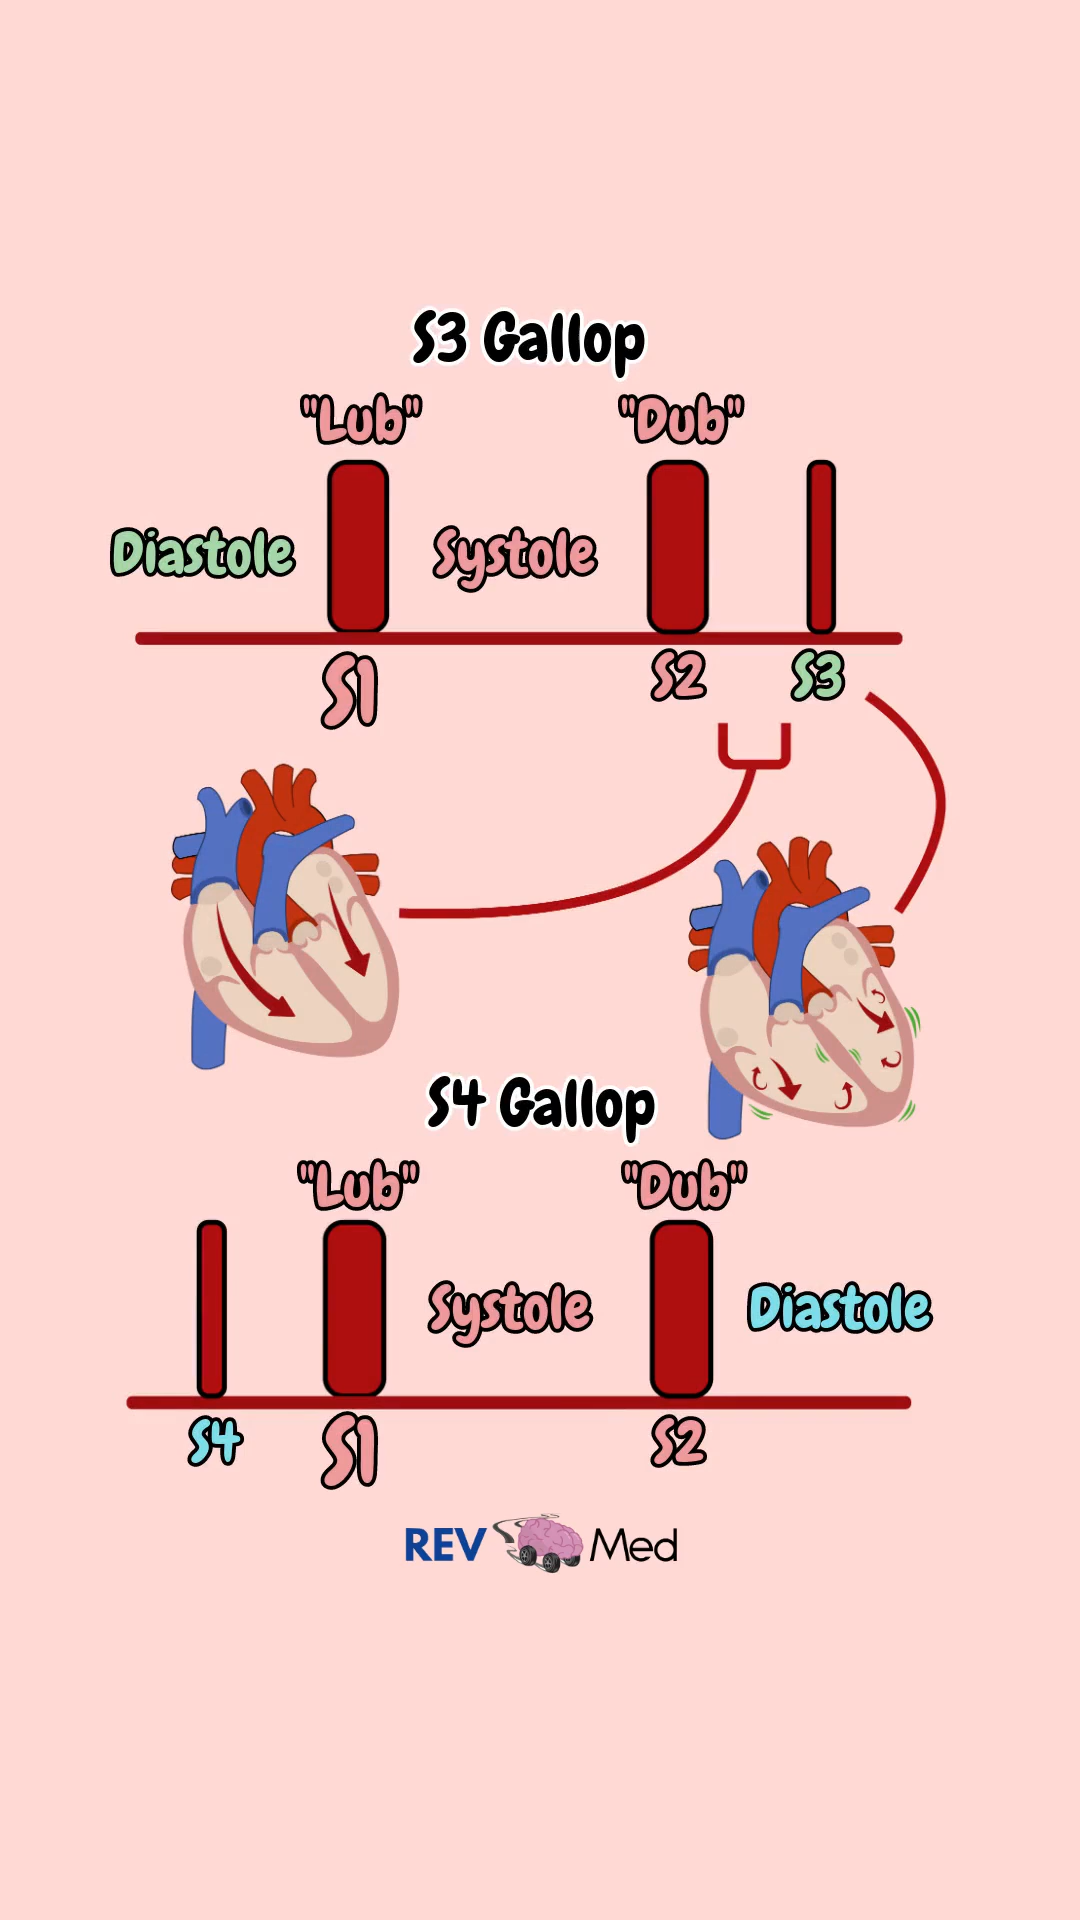 S3 Gallop
"Lub" "Dub"
Diastole Systole
S1 S2 S3
S4 Gallop
"Lub" "Dub"
Systole Diastole
S4 S1 S2
REV Med